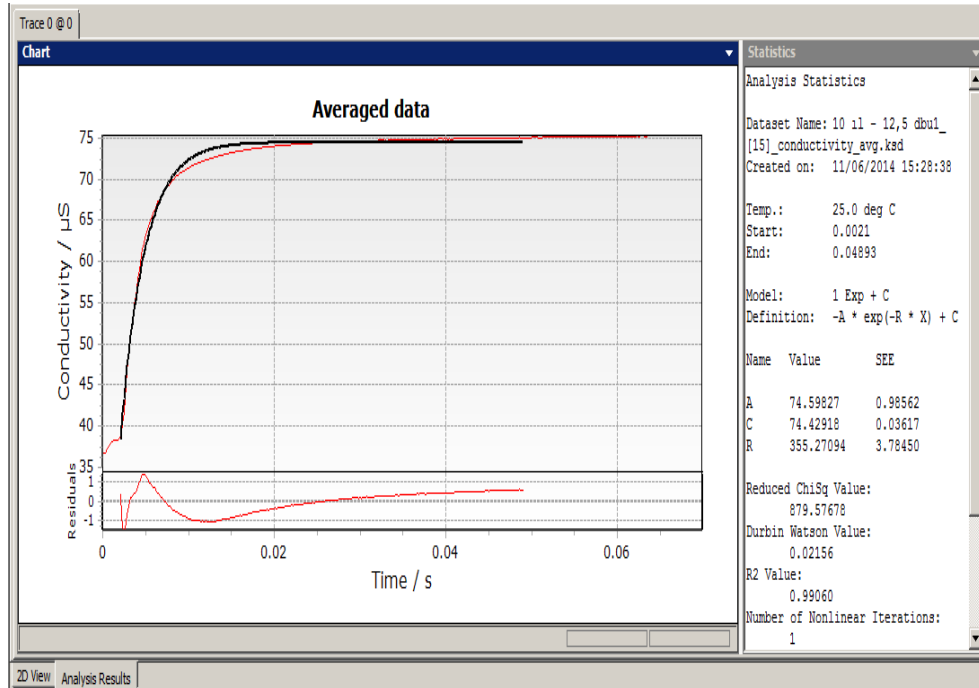 Trace 0 @ 0
Chart
Averaged data
75
70
65
60
55
50
45
40
35
Conductivity / µS
1
0
-1
Residuals
0
0.02
0.04
0.06
Time / s
Statistics
Analysis Statistics
Dataset Name: 10 ıl - 12,5 dbu1_
[15]_conductivity_avg.ksd
Created on: 11/06/2014 15:28:38
Temp.: 25.0 deg C
Start: 0.0021
End: 0.04893
Model: 1 Exp + C
Definition: -A * exp(-R * X) + C
Name Value SEE
A 74.59827 0.98562
C 74.42918 0.03617
R 355.27094 3.78450
Reduced ChiSq Value:
879.57678
Durbin Watson Value:
0.02156
R2 Value:
0.99060
Number of Nonlinear Iterations:
1
2D View Analysis Results